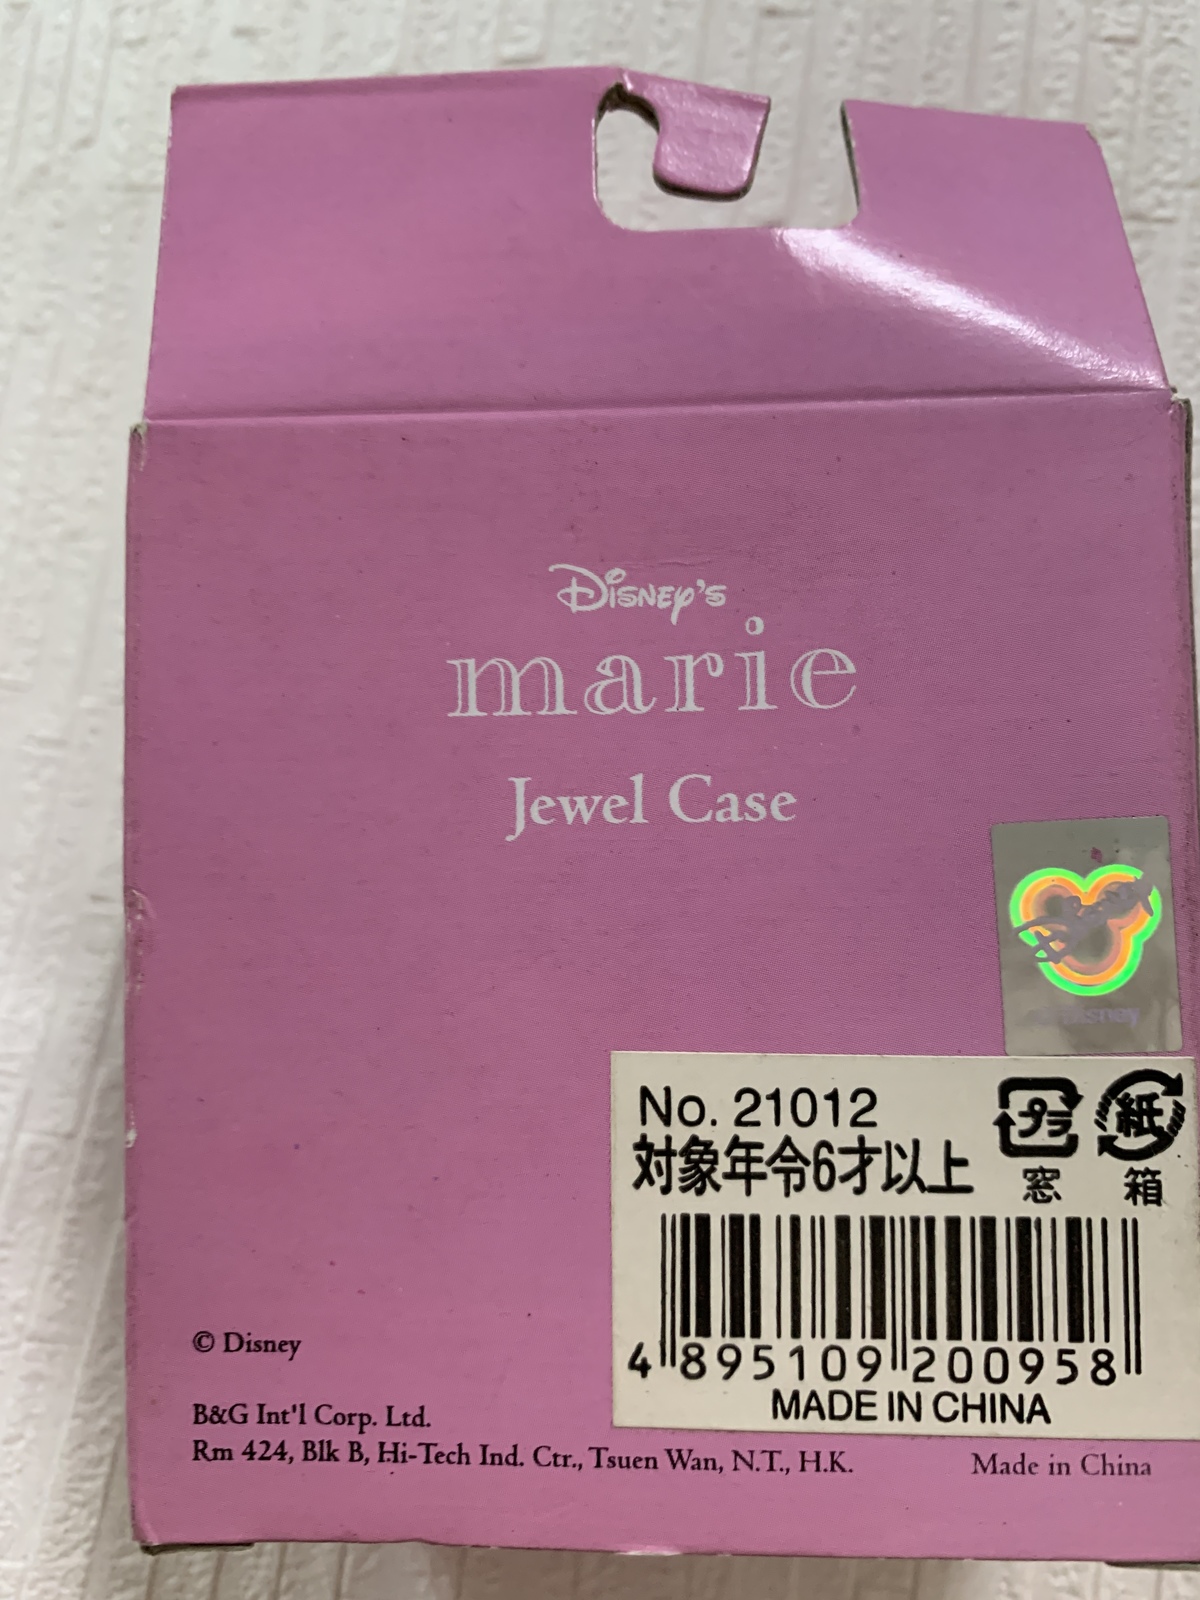 Disney's
marie
Jewel Case
Disney
Disney
No. 21012
対象年令6才以上
プラ
紙
窓
箱
4 895109 200958
MADE IN CHINA
© Disney
B&G Int'l Corp. Ltd.
Rm 424, Blk B, Hi-Tech Ind. Ctr., Tsuen Wan, N.T., H.K.
Made in China